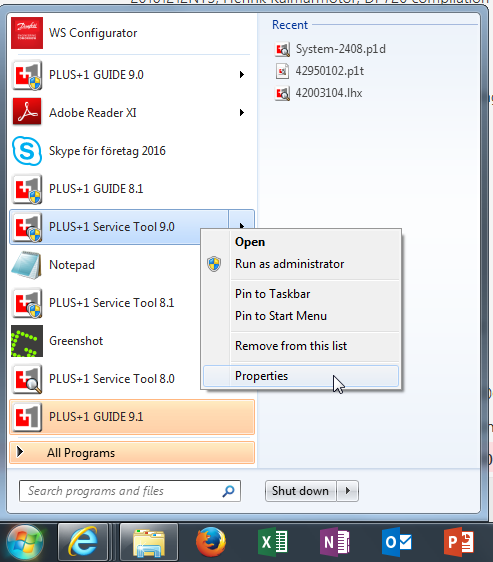 Recent
WS Configurator
PLUS+1 GUIDE 9.0
Adobe Reader XI
Skype för företag 2016
PLUS+1 GUIDE 8.1
PLUS+1 Service Tool 9.0
Notepad
PLUS+1 Service Tool 8.1
Greenshot
PLUS+1 Service Tool 8.0
PLUS+1 GUIDE 9.1
All Programs
Search programs and files
System-2408.p1d
42950102.p1t
42003104.lhx
Open
Run as administrator
Pin to Taskbar
Pin to Start Menu
Remove from this list
Properties
Shut down